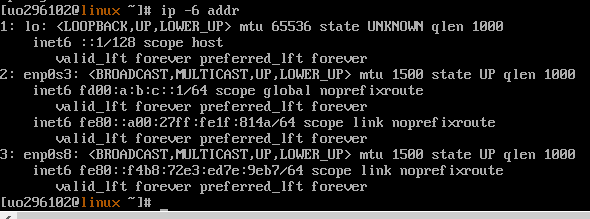 [uo296102@linux ~]# ip -6 addr
1: lo: <LOOPBACK,UP,LOWER_UP> mtu 65536 state UNKNOWN qlen 1000
    inet6 ::1/128 scope host
       valid_lft forever preferred_lft forever
2: enp0s3: <BROADCAST,MULTICAST,UP,LOWER_UP> mtu 1500 state UP qlen 1000
    inet6 fd00:a:b:c::1/64 scope global noprefixroute
       valid_lft forever preferred_lft forever
    inet6 fe80::a00:27ff:fe1f:814a/64 scope link noprefixroute
       valid_lft forever preferred_lft forever
3: enp0s8: <BROADCAST,MULTICAST,UP,LOWER_UP> mtu 1500 state UP qlen 1000
    inet6 fe80::f4b8:72e3:ed7e:9eb7/64 scope link noprefixroute
       valid_lft forever preferred_lft forever
[uo296102@linux ~]#